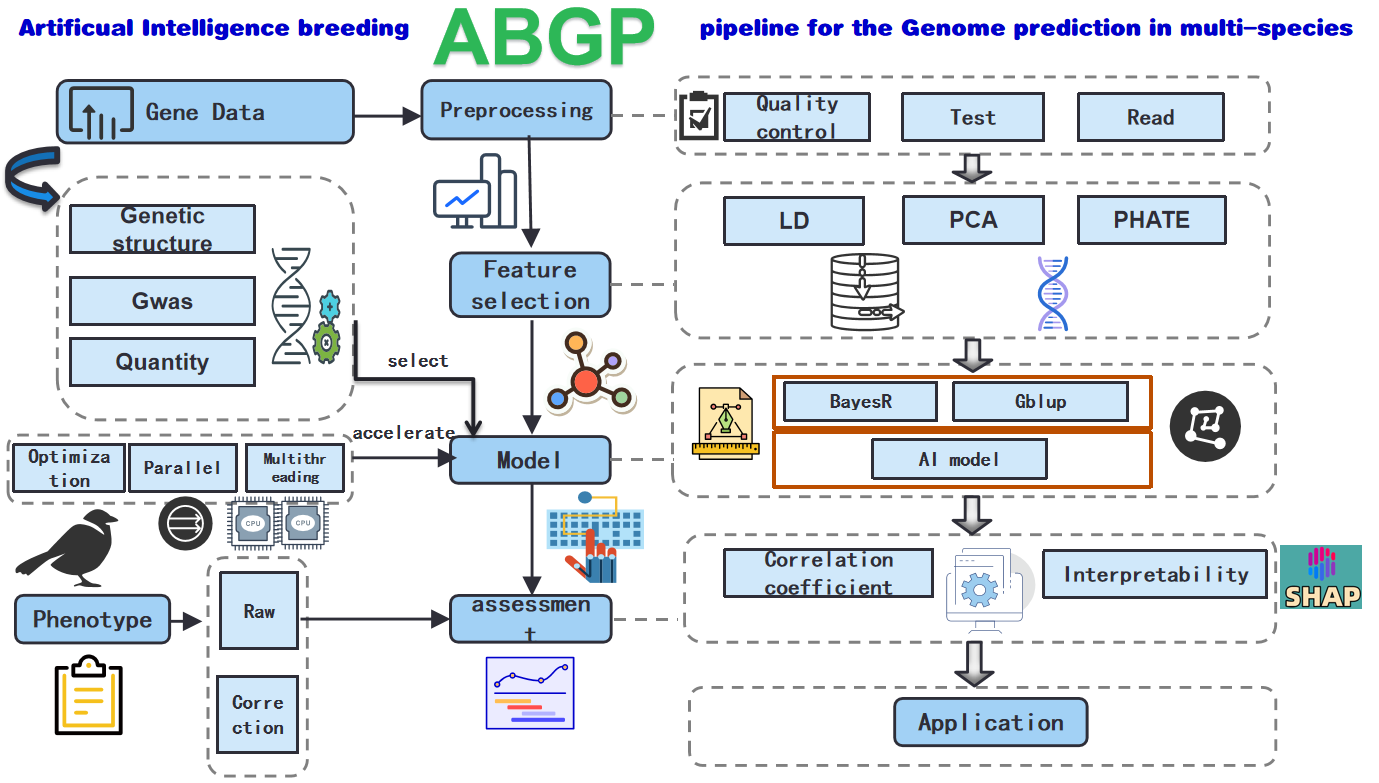 Artificual Intelligence breeding
ABGP
pipeline for the Genome prediction in multi-species
Gene Data
Preprocessing
Quality
control
Test
Read
Genetic
structure
Gwas
Quantity
Feature
selection
LD
PCA
PHATE
select
accelerate
Optimiza
tion
Parallel
Multithr
eading
CPU
CPU
Model
BayesR
Gblup
AI model
Phenotype
Raw
Corre
ction
assessmen
t
Correlation
coefficient
Interpretability
SHAP
Application